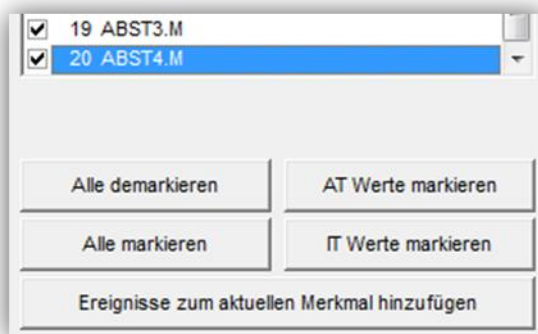 19 ABST3.M
20 ABST4.M
Alle demarkieren
AT Werte markieren
Alle markieren
IT Werte markieren
Ereignisse zum aktuellen Merkmal hinzufügen